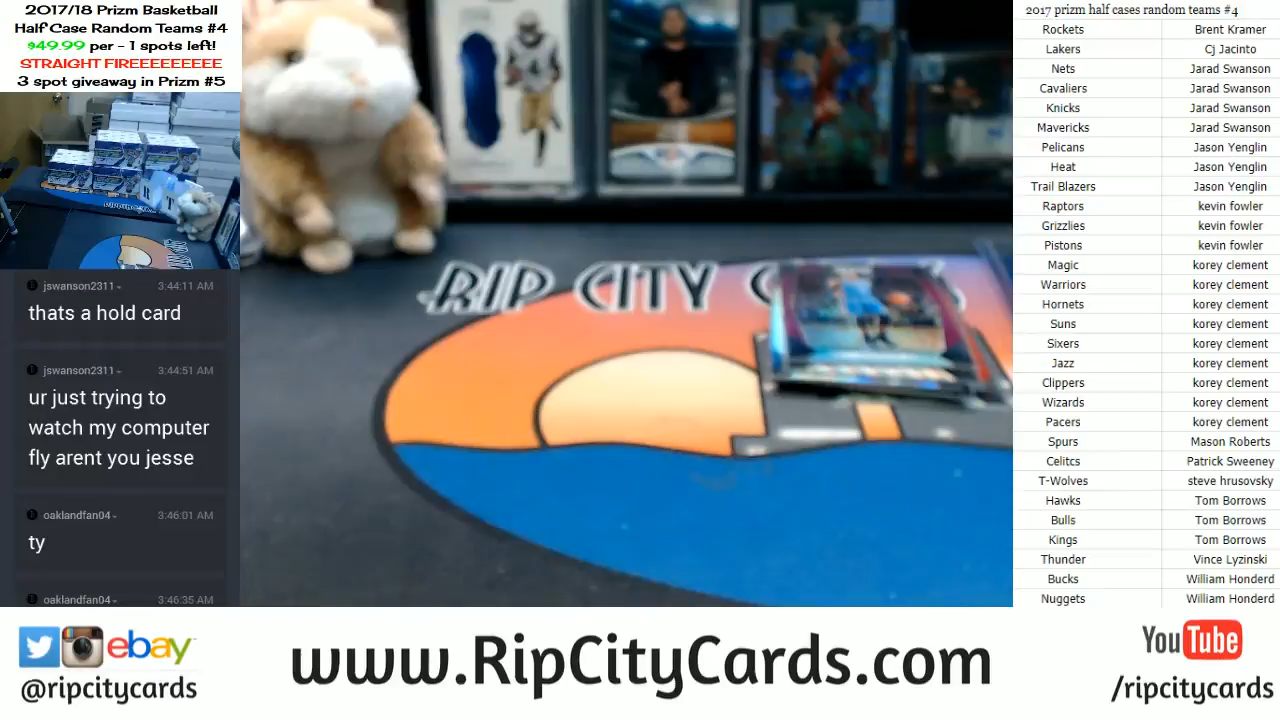 2017/18 Prizm Basketball
Half Case Random Teams #4
$49.99 per - 1 spots left!
STRAIGHT FIREEEEEEEEE
3 spot giveaway in Prizm #5
jswanson2311
3:44:11 AM
thats a hold card
jswanson2311
3:44:51 AM
ur just trying to
watch my computer
fly arent you jesse
oaklandfan04
3:46:01 AM
ty
oaklandfan04
3:46:35 AM
RIP CITY C
2017 prizm half cases random teams #4
Rockets Brent Kramer
Lakers Cj Jacinto
Nets Jarad Swanson
Cavaliers Jarad Swanson
Knicks Jarad Swanson
Mavericks Jarad Swanson
Pelicans Jason Yenglin
Heat Jason Yenglin
Trail Blazers Jason Yenglin
Raptors kevin fowler
Grizzlies kevin fowler
Pistons kevin fowler
Magic korey clement
Warriors korey clement
Hornets korey clement
Suns korey clement
Sixers korey clement
Jazz korey clement
Clippers korey clement
Wizards korey clement
Pacers korey clement
Spurs Mason Roberts
Celitcs Patrick Sweeney
T-Wolves steve hrusovsky
Hawks Tom Borrows
Bulls Tom Borrows
Kings Tom Borrows
Thunder Vince Lyzinski
Bucks William Honderd
Nuggets William Honderd
ebay
@ripcitycards
www.RipCityCards.com
YouTube
/ripcitycards